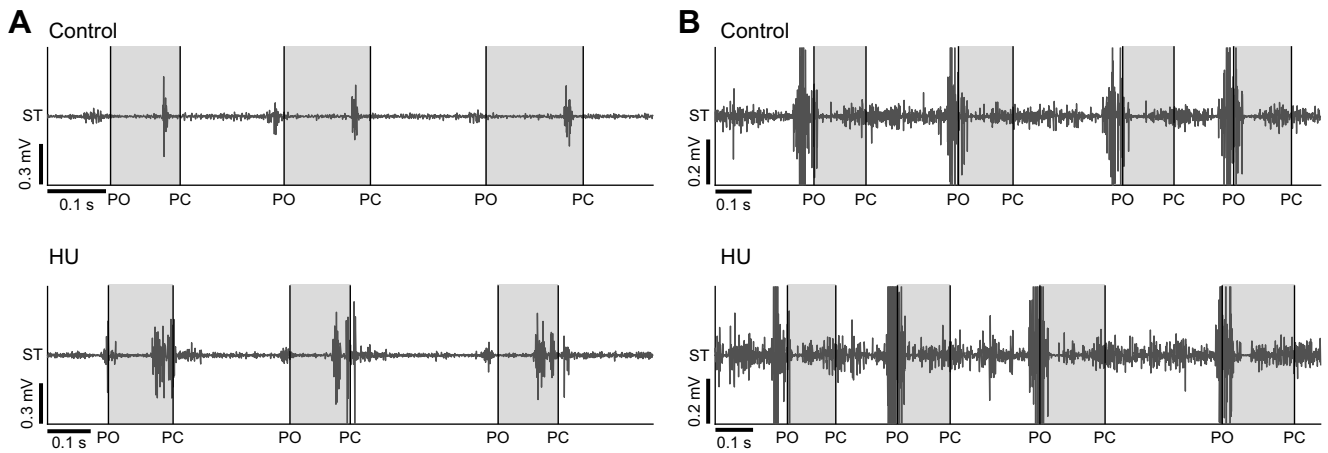 A
Control
ST
0.3 mV
0.1 s
PO PC PO PC PO PC
HU
ST
0.3 mV
0.1 s
PO PC PO PC PO PC
B
Control
ST
0.2 mV
0.1 s
PO PC PO PC PO PC PO PC
HU
ST
0.2 mV
0.1 s
PO PC PO PC PO PC PO PC